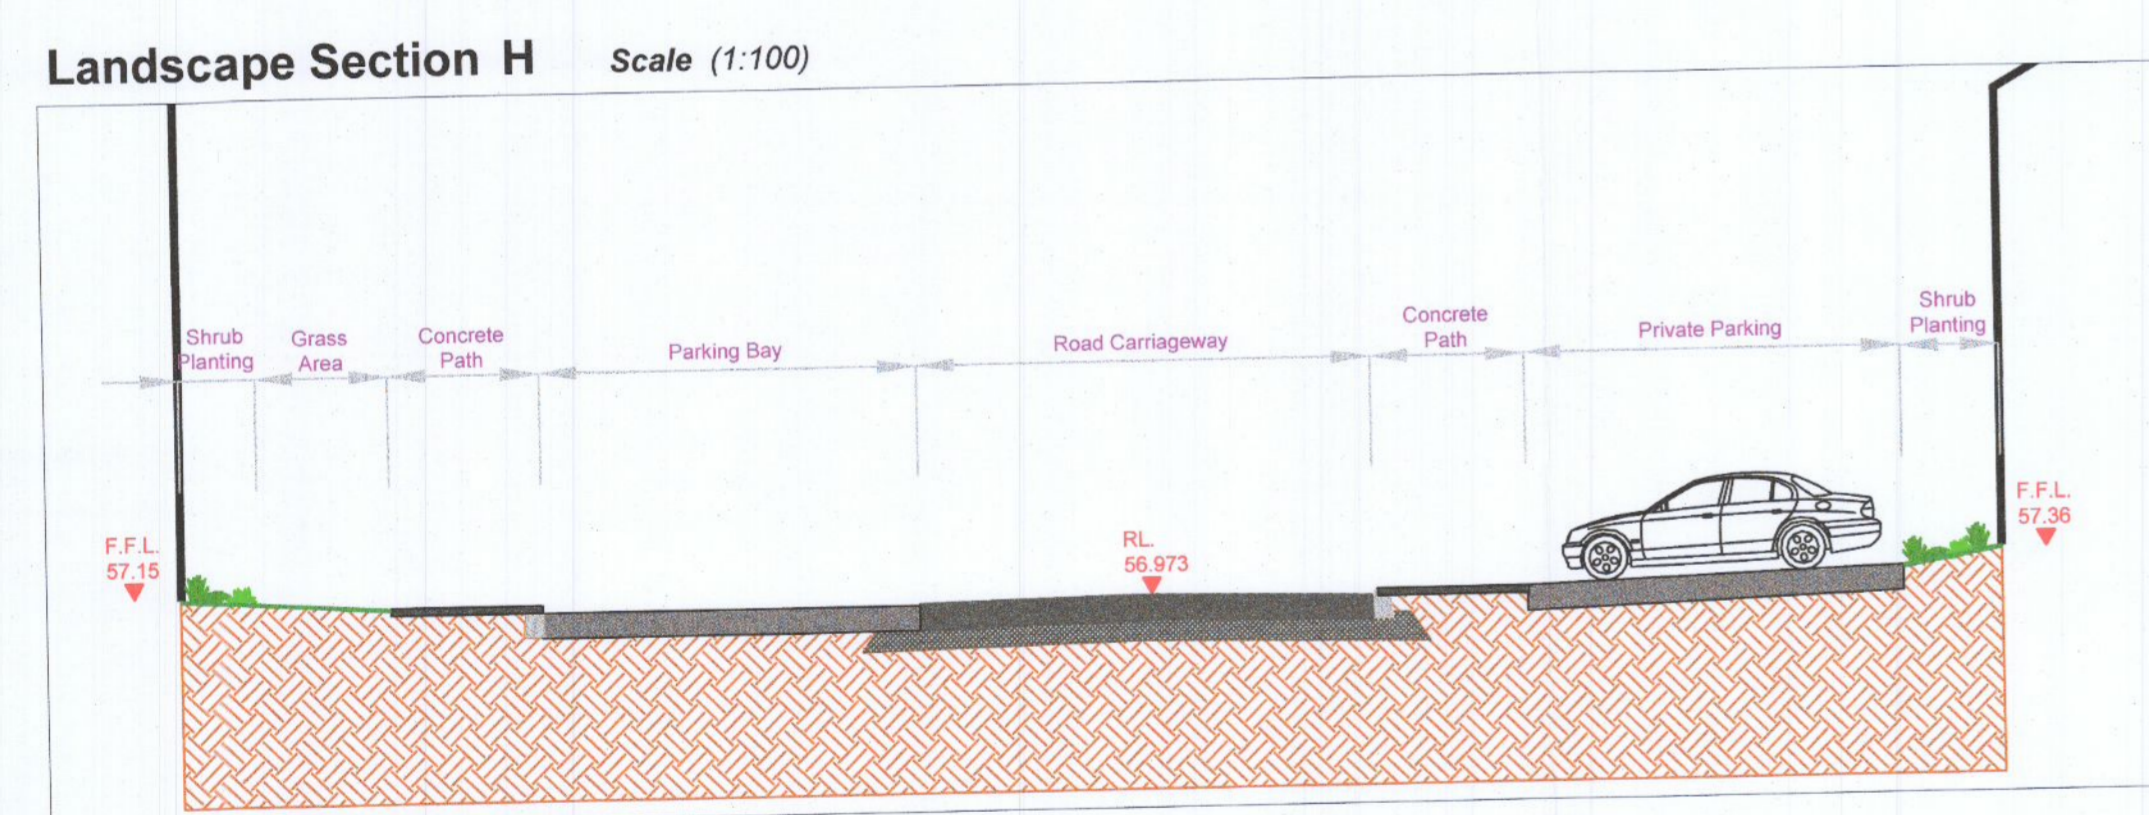 Landscape Section H Scale (1:100)
Shrub
Planting
Grass
Area
Concrete
Path
Parking Bay
Road Carriageway
Concrete
Path
Private Parking
Shrub
Planting
F.F.L.
57.15
RL.
56.973
F.F.L.
57.36